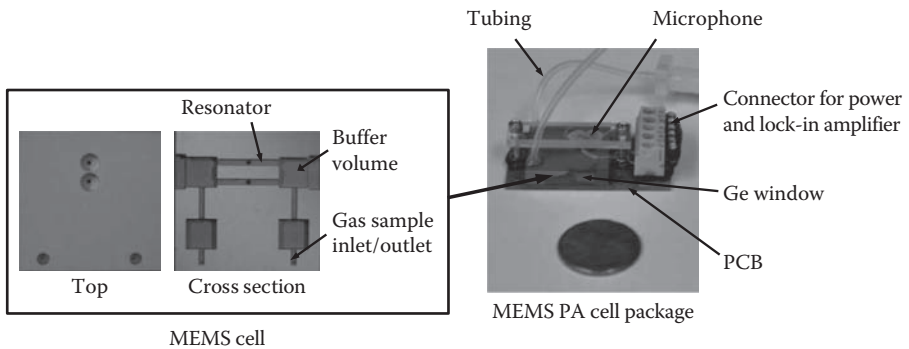 Tubing
Microphone
Resonator
Buffer
volume
Connector for power
and lock-in amplifier
Ge window
Gas sample
inlet/outlet
PCB
Top
Cross section
MEMS PA cell package
MEMS cell